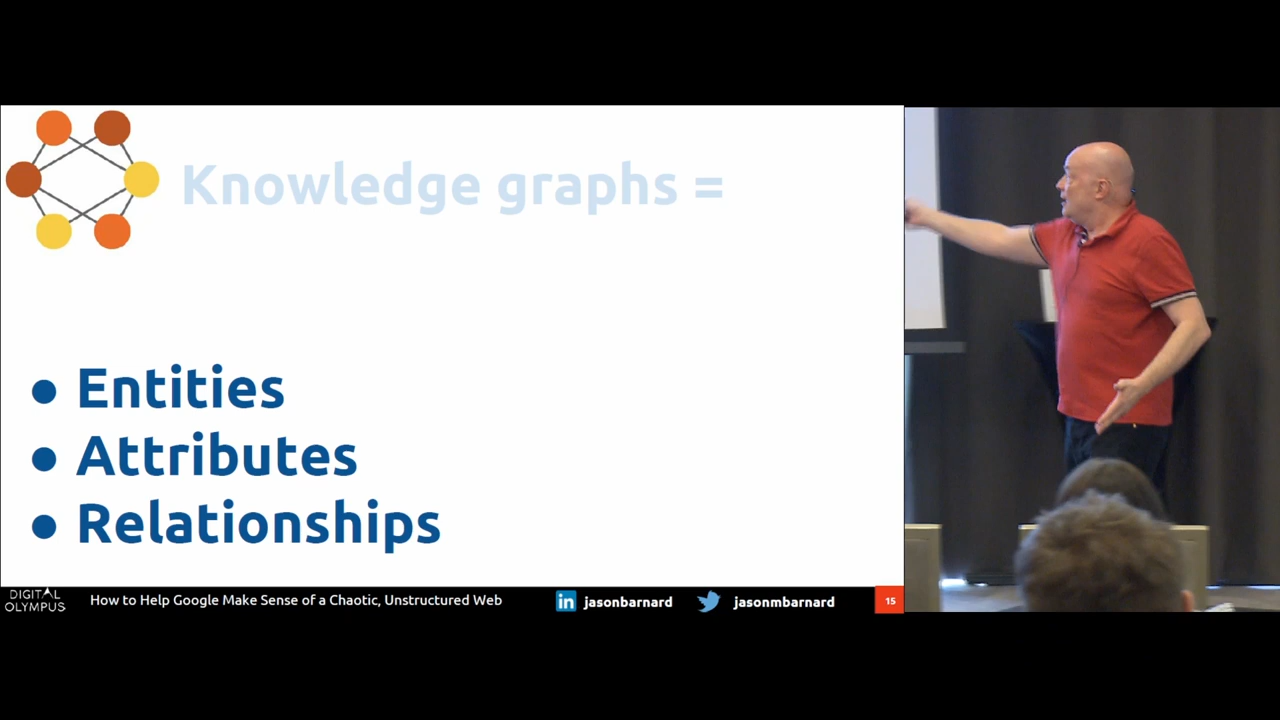 Knowledge graphs =
● Entities
● Attributes
● Relationships
DIGITAL
OLYMPUS
How to Help Google Make Sense of a Chaotic, Unstructured Web
in jasonbarnard
jasonmbarnard
15